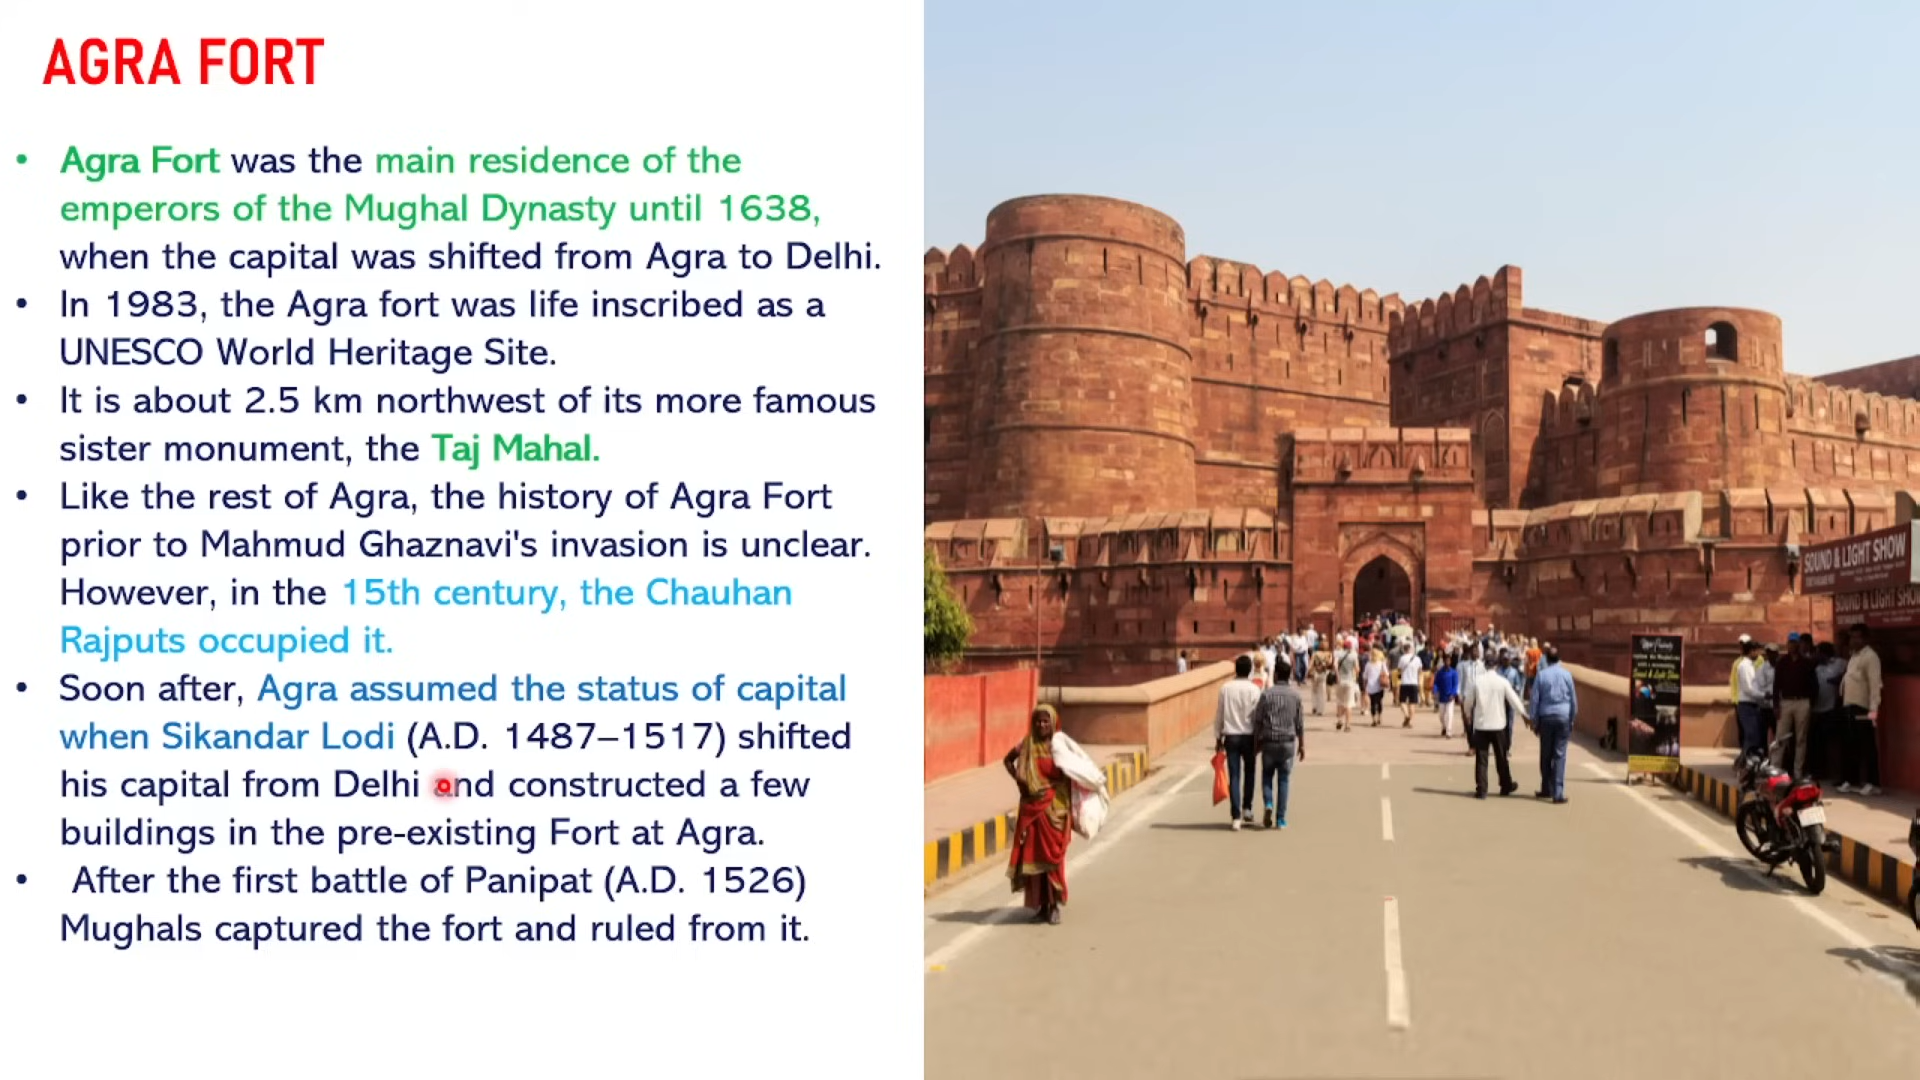 AGRA FORT
• Agra Fort was the main residence of the
emperors of the Mughal Dynasty until 1638,
when the capital was shifted from Agra to Delhi.
• In 1983, the Agra fort was life inscribed as a
UNESCO World Heritage Site.
• It is about 2.5 km northwest of its more famous
sister monument, the Taj Mahal.
• Like the rest of Agra, the history of Agra Fort
prior to Mahmud Ghaznavi's invasion is unclear.
However, in the 15th century, the Chauhan
Rajputs occupied it.
• Soon after, Agra assumed the status of capital
when Sikandar Lodi (A.D. 1487–1517) shifted
his capital from Delhi and constructed a few
buildings in the pre-existing Fort at Agra.
• After the first battle of Panipat (A.D. 1526)
Mughals captured the fort and ruled from it.
SOUND & LIGHT SHOW
SOUND & LIGHT SHOW